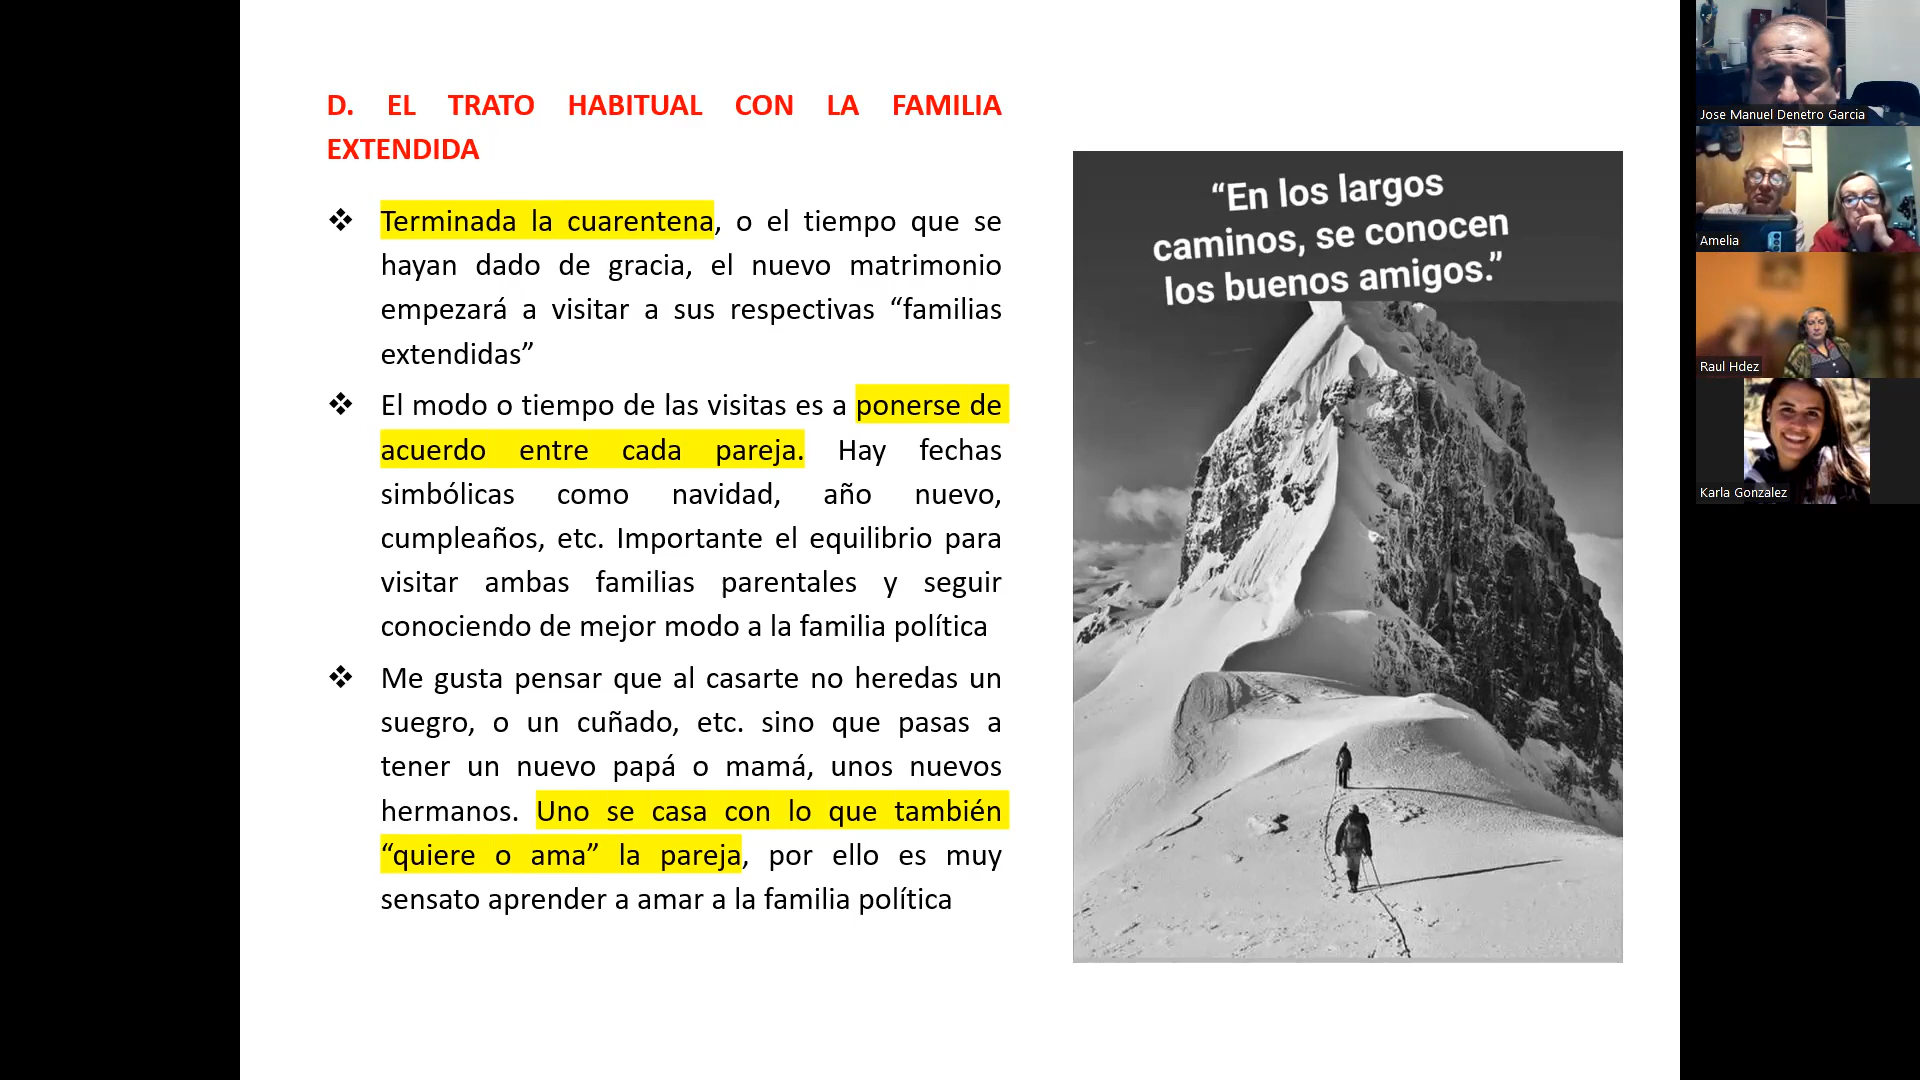 D. EL TRATO HABITUAL CON LA FAMILIA
EXTENDIDA
❖ Terminada la cuarentena, o el tiempo que se
hayan dado de gracia, el nuevo matrimonio
empezará a visitar a sus respectivas “familias
extendidas”
❖ El modo o tiempo de las visitas es a ponerse de
acuerdo entre cada pareja. Hay fechas
simbólicas como navidad, año nuevo,
cumpleaños, etc. Importante el equilibrio para
visitar ambas familias parentales y seguir
conociendo de mejor modo a la familia política
❖ Me gusta pensar que al casarte no heredas un
suegro, o un cuñado, etc. sino que pasas a
tener un nuevo papá o mamá, unos nuevos
hermanos. Uno se casa con lo que también
“quiere o ama” la pareja, por ello es muy
sensato aprender a amar a la familia política
“En los largos
caminos, se conocen
los buenos amigos.”
Jose Manuel Denetro Garcia
Amelia
Raul Hdez
Karla Gonzalez